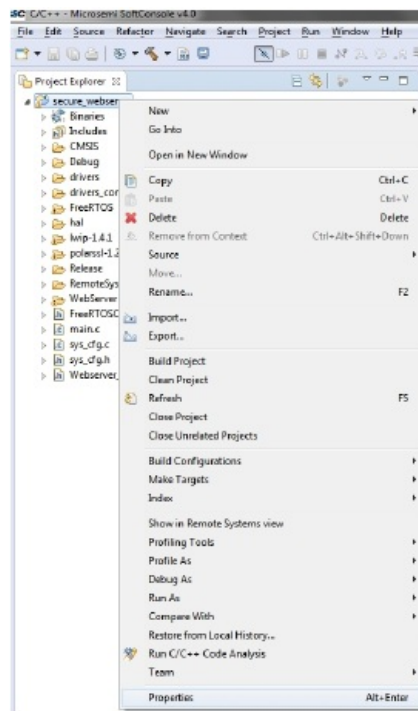 SC C/C++ - Microsemi SoftConsole v4.0
File Edit Source Refactor Navigate Search Project Run Window Help
Project Explorer
secure_webser
Binaries
Includes
CMSIS
Debug
drivers
drivers_cor
FreeRTOS
hal
lwip-1.4.1
polarssl-1.2
Release
RemoteSys
WebServer
FreeRTOSC
main.c
sys_cfg.c
sys_cfg.h
Webserver_
New
Go Into
Open in New Window
Copy Ctrl+C
Paste Ctrl+V
Delete Delete
Remove from Context Ctrl+Alt+Shift+Down
Source
Move...
Rename... F2
Import...
Export...
Build Project
Clean Project
Refresh F5
Close Project
Close Unrelated Projects
Build Configurations
Make Targets
Index
Show in Remote Systems view
Profiling Tools
Profile As
Debug As
Run As
Compare With
Restore from Local History...
Run C/C++ Code Analysis
Team
Properties Alt+Enter